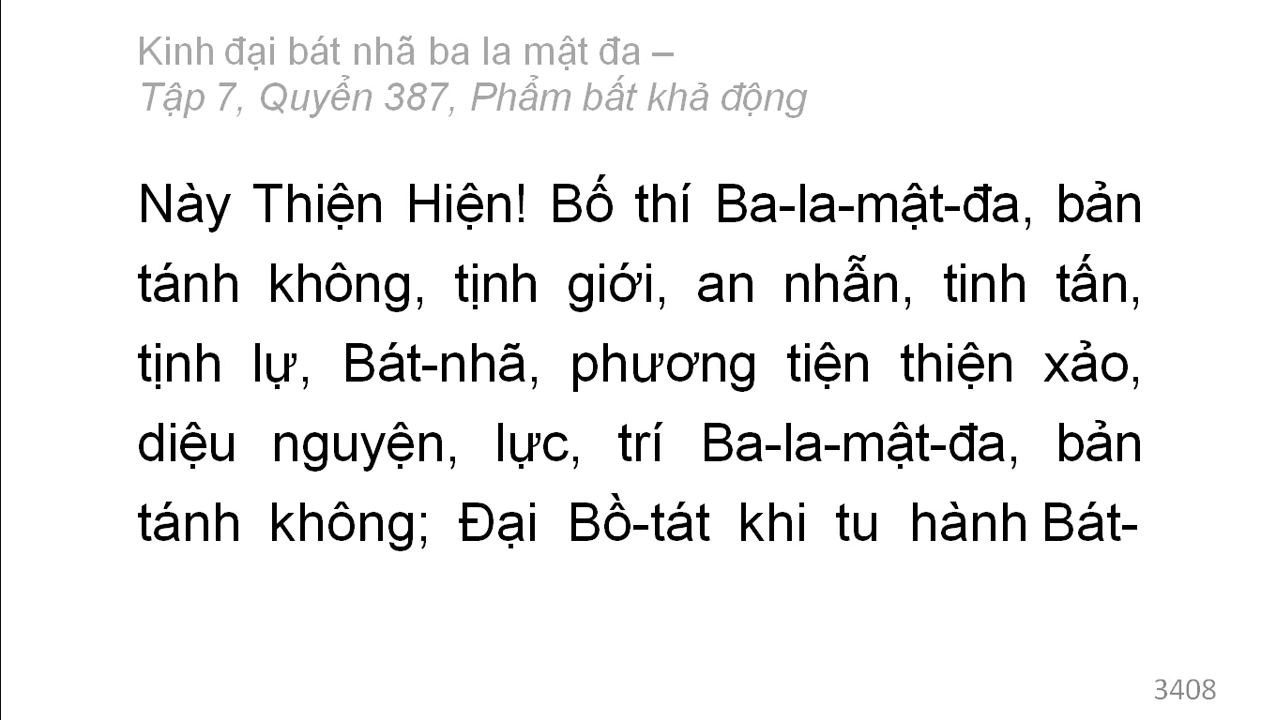 Kinh đại bát nhã ba la mật đa –
Tập 7, Quyển 387, Phẩm bất khả động
Này Thiện Hiện! Bố thí Ba-la-mật-đa, bản
tánh không, tịnh giới, an nhẫn, tinh tấn,
tịnh lự, Bát-nhã, phương tiện thiện xảo,
diệu nguyện, lực, trí Ba-la-mật-đa, bản
tánh không; Đại Bồ-tát khi tu hành Bát-
3408